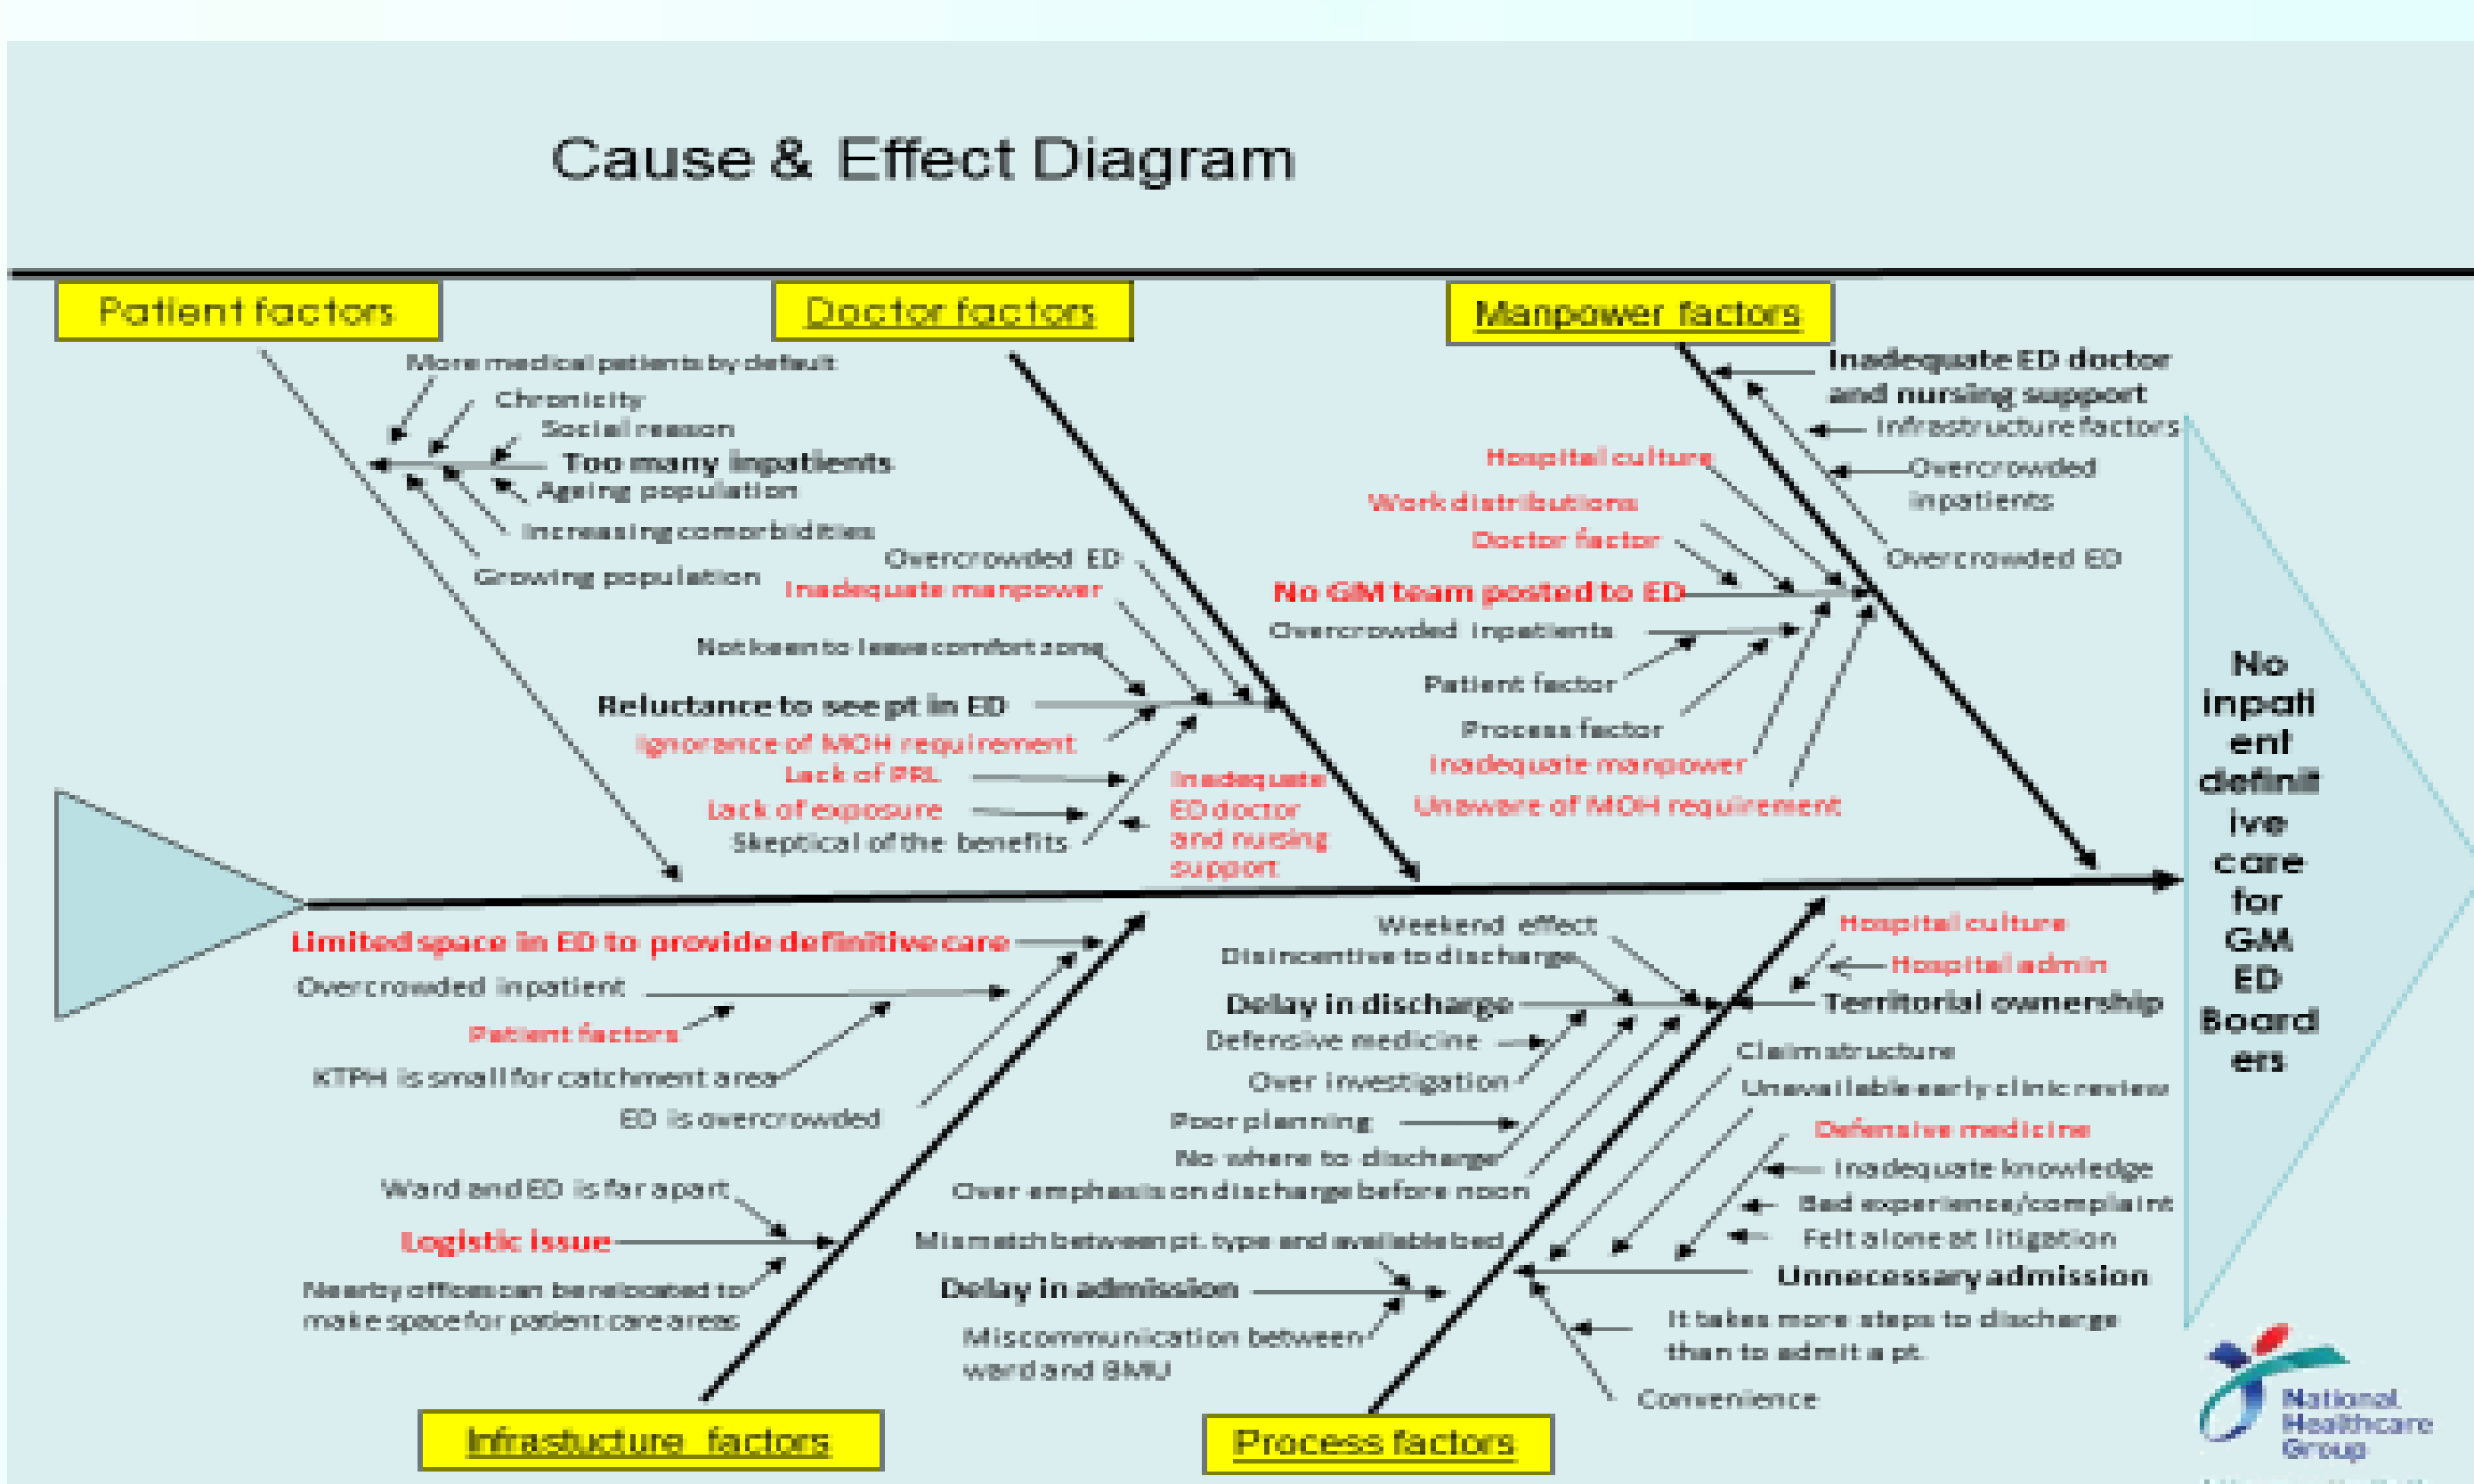 Cause & Effect Diagram
Patient factors
Doctor factors
Manpower factors
More medical patients by default
Chronicity
Social reason
Too many inpatients
Ageing population
Increasing comorbidities
Growing population
Overcrowded ED
Inadequate manpower
Not keen to leave comfort zone
Reluctance to see pt in ED
Ignorance of MOH requirement
Lack of PRL
Lack of exposure
Skeptical of the benefits
Inadequate
ED doctor
and nursing
support
Inadequate ED doctor
and nursing support
Infrastructure factors
Overcrowded
inpatients
Overcrowded ED
Hospital culture
Work distributions
Doctor factor
No GM team posted to ED
Overcrowded inpatients
Patient factor
Process factor
Inadequate manpower
Unaware of MOH requirement
No
inpati
ent
definit
ive
care
for
GM
ED
Board
ers
Limited space in ED to provide definitive care
Overcrowded inpatient
Patient factors
KTPH is small for catchment area
ED is overcrowded
Ward and ED is far apart
Logistic issue
Nearby offices can be relocated to
make space for patient care areas
Weekend effect
Disincentive to discharge
Delay in discharge
Defensive medicine
Over investigation
Poor planning
No where to discharge
Over emphasis on discharge before noon
Mismatch between pt. type and available bed
Delay in admission
Miscommunication between
ward and BMU
Hospital culture
Hospital admin
Territorial ownership
Claim structure
Unavailable early clinic review
Defensive medicine
Inadequate knowledge
Bad experience/complaint
Felt alone at litigation
Unnecessary admission
It takes more steps to discharge
than to admit a pt.
Convenience
Infrastucture factors
Process factors
National
Healthcare
Group